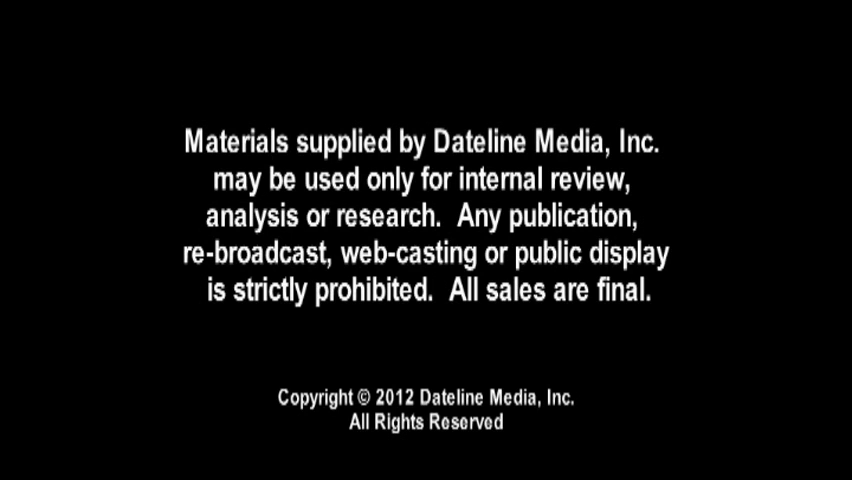 Materials supplied by Dateline Media, Inc.
may be used only for internal review,
analysis or research.  Any publication,
re-broadcast, web-casting or public display
is strictly prohibited.  All sales are final.
Copyright © 2012 Dateline Media, Inc.
All Rights Reserved